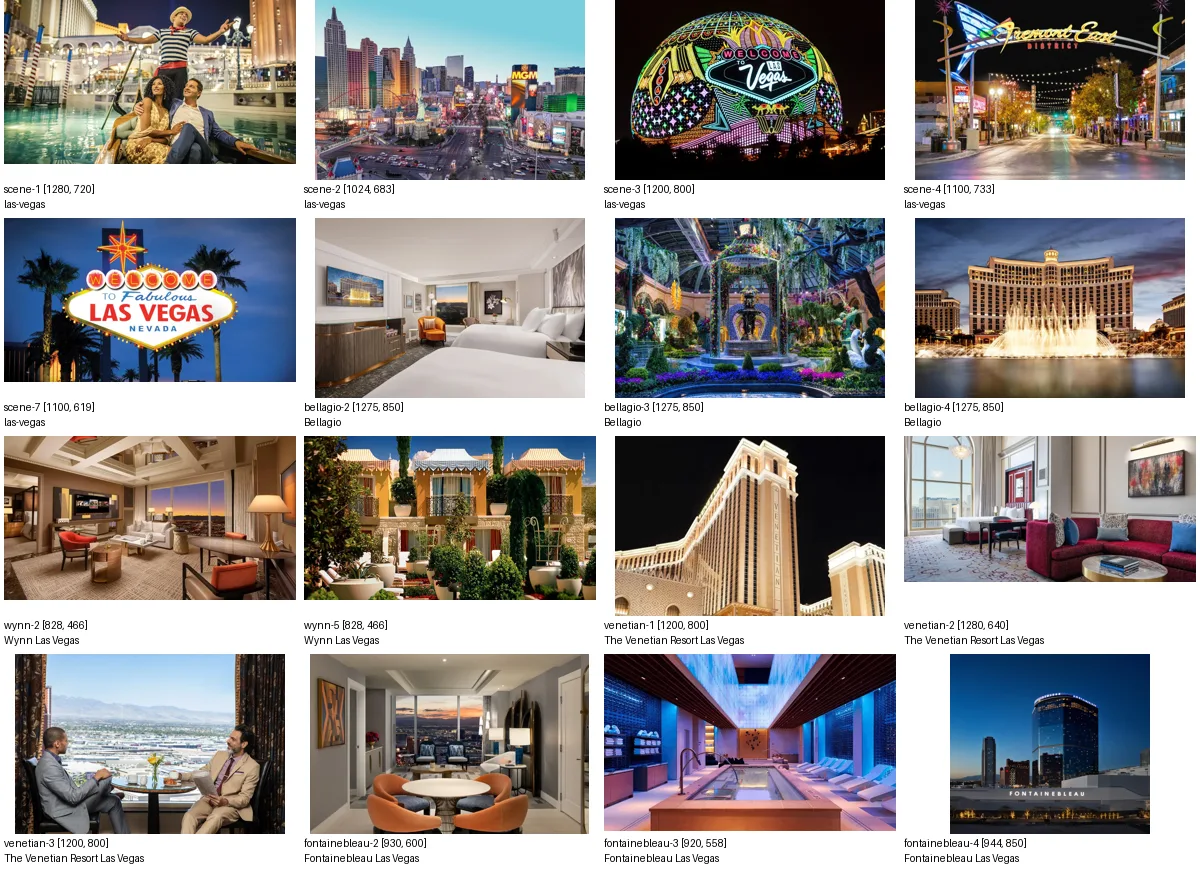 MGM
WELCOME
TO
LAS
Vegas
Fremont East
DISTRICT
scene-1 [1280, 720]
las-vegas
scene-2 [1024, 683]
las-vegas
scene-3 [1200, 800]
las-vegas
scene-4 [1100, 733]
las-vegas
WELCOME
TO Fabulous
LAS VEGAS
NEVADA
scene-7 [1100, 619]
las-vegas
bellagio-2 [1275, 850]
Bellagio
bellagio-3 [1275, 850]
Bellagio
bellagio-4 [1275, 850]
Bellagio
VENETIAN
wynn-2 [828, 466]
Wynn Las Vegas
wynn-5 [828, 466]
Wynn Las Vegas
venetian-1 [1200, 800]
The Venetian Resort Las Vegas
venetian-2 [1280, 640]
The Venetian Resort Las Vegas
FONTAINEBLEAU
venetian-3 [1200, 800]
The Venetian Resort Las Vegas
fontainebleau-2 [930, 600]
Fontainebleau Las Vegas
fontainebleau-3 [920, 558]
Fontainebleau Las Vegas
fontainebleau-4 [944, 850]
Fontainebleau Las Vegas